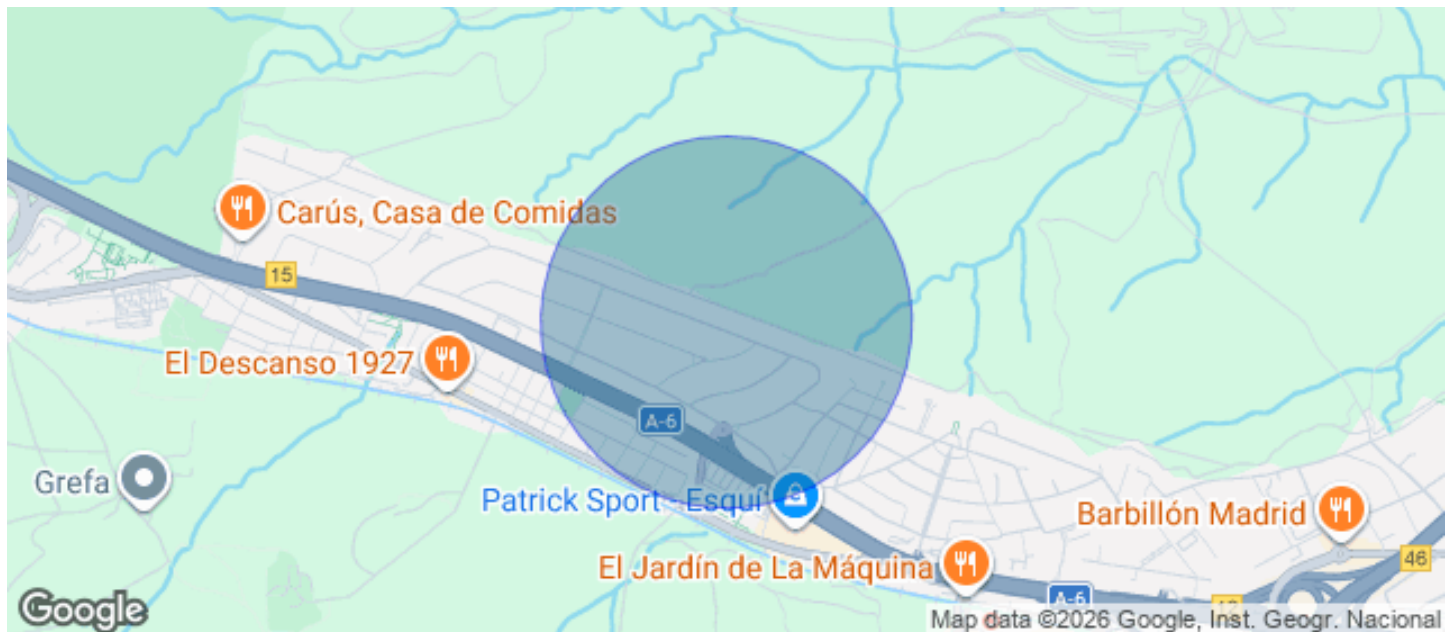 Carús, Casa de Comidas
15
El Descanso 1927
A-6
Grefa
Patrick Sport - Esquí
Barbillón Madrid
El Jardín de La Máquina
46
A-6
12
Google
Map data ©2026 Google, Inst. Geogr. Nacional